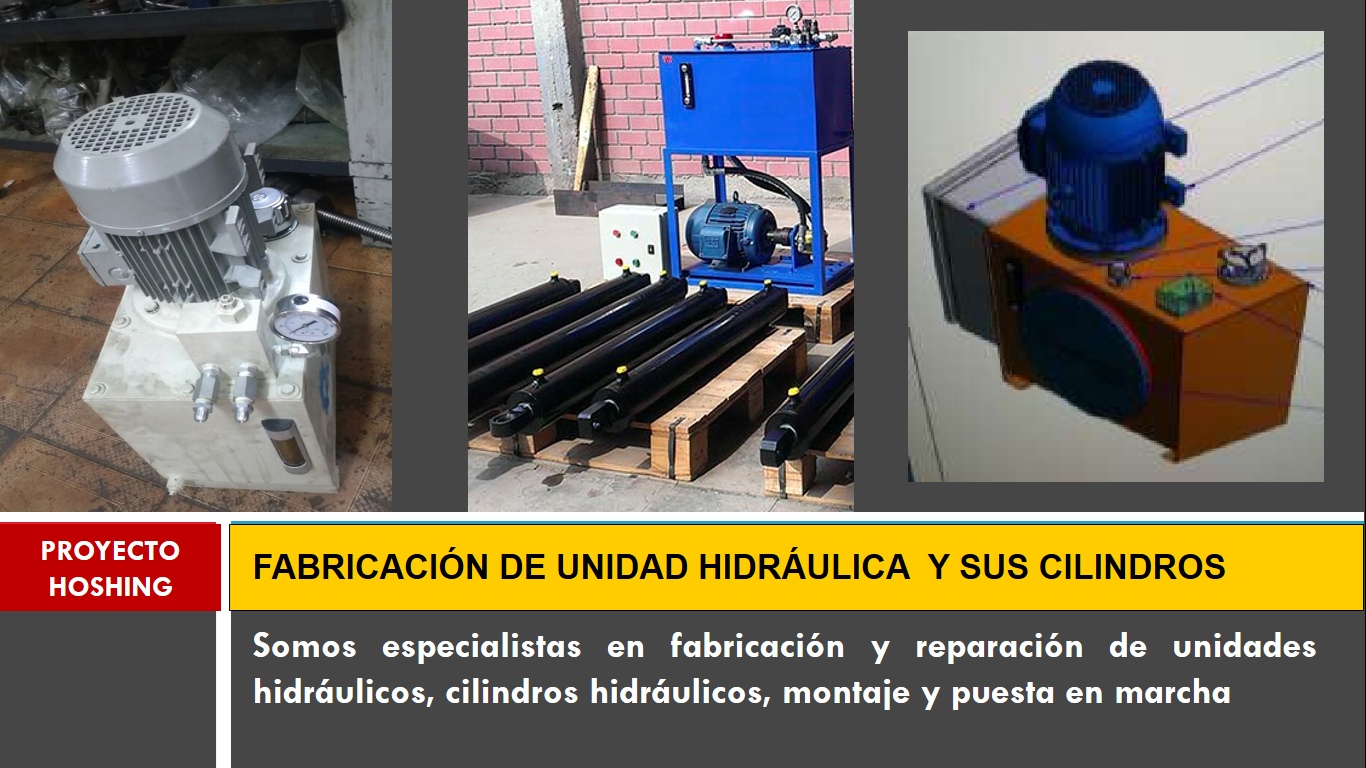 PROYECTO
HOSHING
FABRICACIÓN DE UNIDAD HIDRÁULICA Y SUS CILINDROS
Somos especialistas en fabricación y reparación de unidades
hidráulicos, cilindros hidráulicos, montaje y puesta en marcha